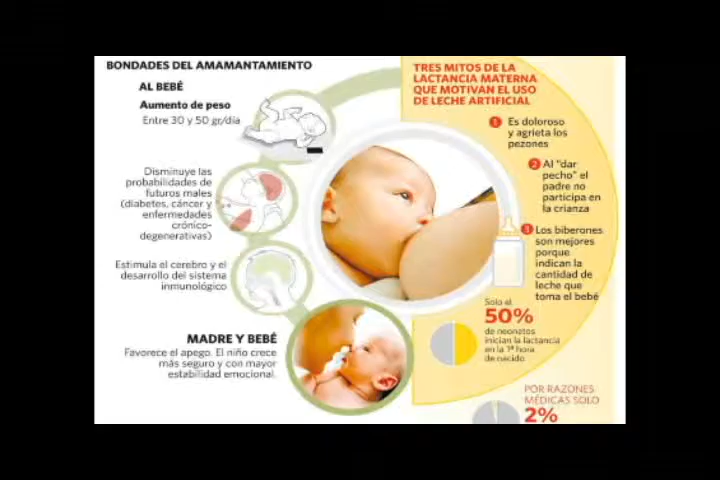 BONDADES DEL AMAMANTAMIENTO
AL BEBÉ
Aumento de peso
Entre 30 y 50 gr/día
Disminuye las
probabilidades de
futuros males
(diabetes, cáncer y
enfermedades
crónico-
degenerativas)
Estimula el cerebro y el
desarrollo del sistema
inmunológico
MADRE Y BEBÉ
Favorece el apego. El niño crece
más seguro y con mayor
estabilidad emocional.
TRES MITOS DE LA
LACTANCIA MATERNA
QUE MOTIVAN EL USO
DE LECHE ARTIFICIAL
1 Es doloroso
y agrieta los
pezones
2 Al "dar
pecho" el
padre no
participa en
la crianza
3 Los biberones
son mejores
porque
indican la
cantidad de
leche que
toma el bebé
Solo el
50%
de neonatos
inician la lactancia
en la 1ª hora
de nacido
POR RAZONES
MÉDICAS SOLO
2%